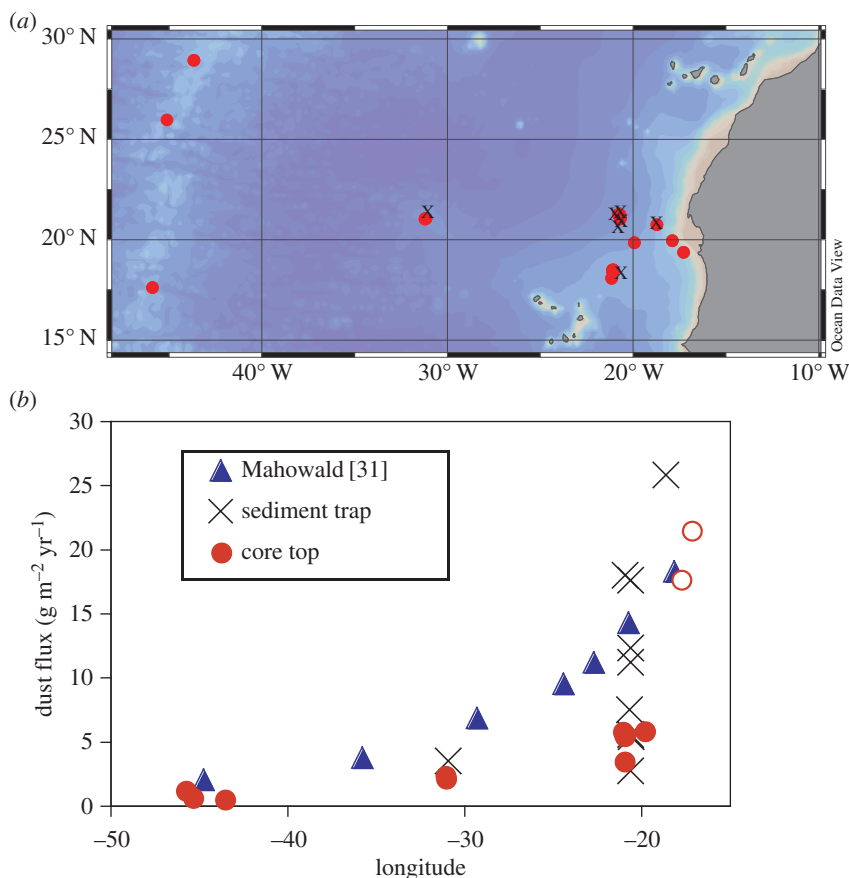 (a)
30° N
25° N
20° N
15° N
X
X
X
X
X
X
X
40° W
30° W
20° W
10° W
Ocean Data View
(b)
30
25
20
15
10
5
0
dust flux (g m⁻² yr⁻¹)
Mahowald [31]
sediment trap
core top
–50
–40
–30
–20
longitude